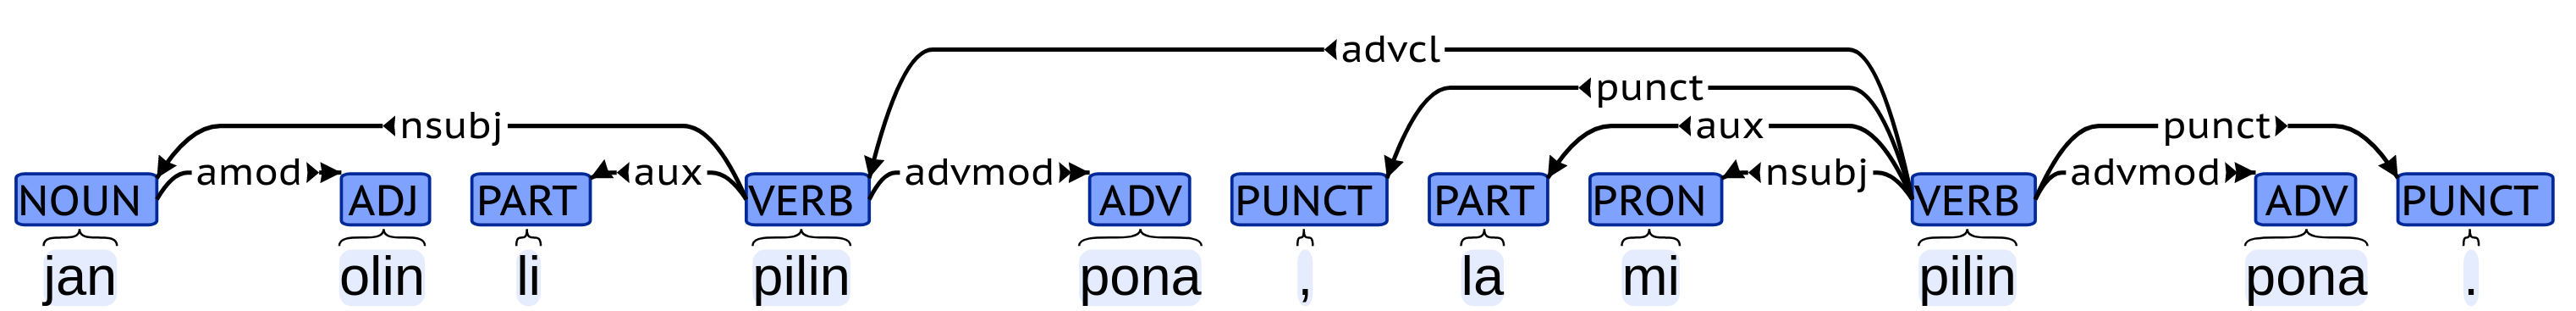 advcl
punct
nsubj aux punct
amod aux advmod nsubj advmod
NOUN ADJ PART VERB ADV PUNCT PART PRON VERB ADV PUNCT
jan olin li pilin pona , la mi pilin pona .